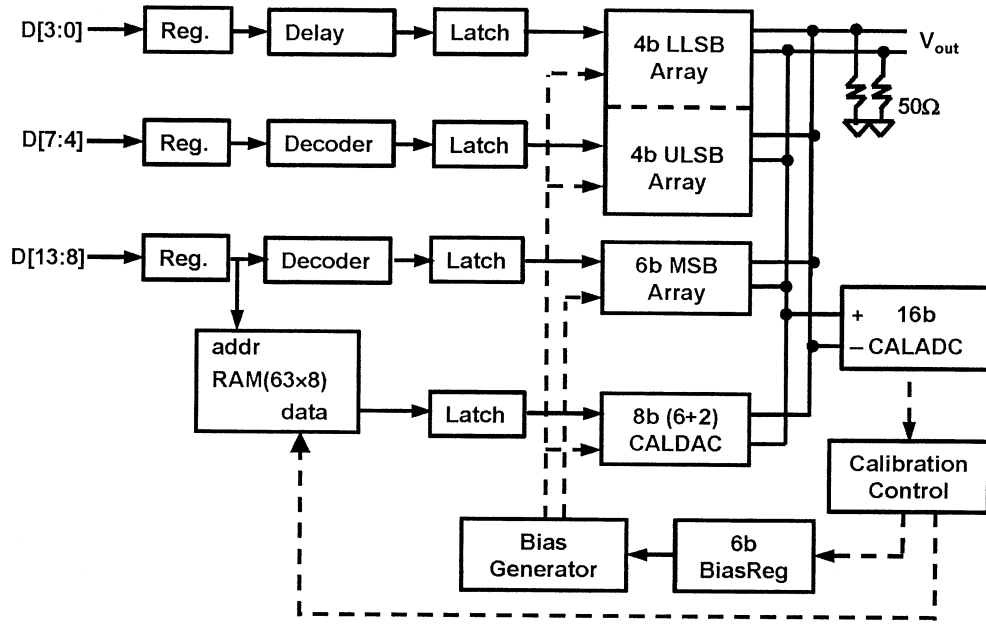 D[3:0]
Reg.
Delay
Latch
4b LLSB
Array
V_out
50Ω
D[7:4]
Reg.
Decoder
Latch
4b ULSB
Array
D[13:8]
Reg.
Decoder
Latch
6b MSB
Array
+ 16b
– CALADC
addr
RAM(63×8)
data
Latch
8b (6+2)
CALDAC
Calibration
Control
Bias
Generator
6b
BiasReg